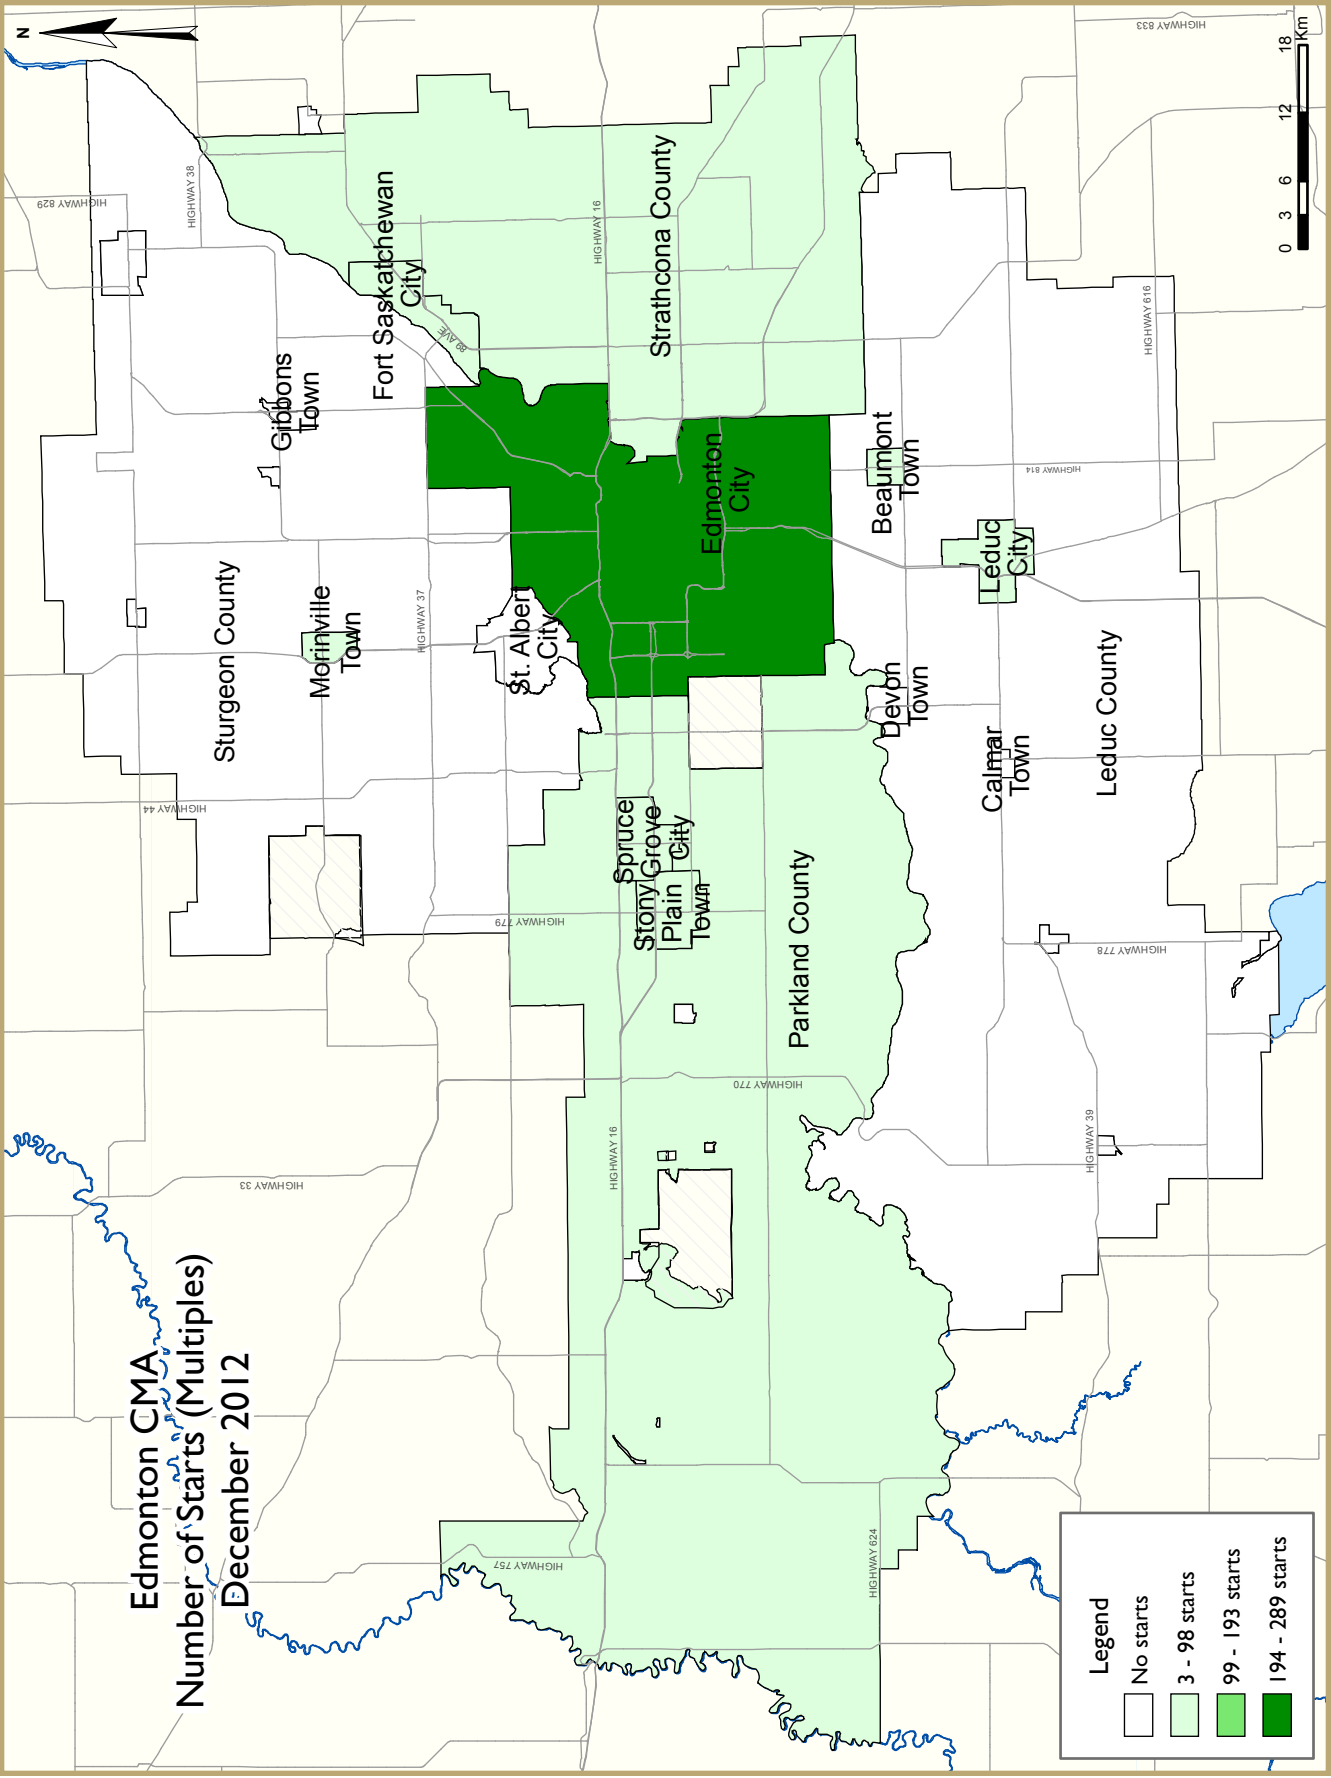 Edmonton CMA
Number of Starts (Multiples)
December 2012
N
HIGHWAY 829
HIGHWAY 38
HIGHWAY 833
Fort Saskatchewan
City
89 AVE
HIGHWAY 16
Strathcona County
Gibbons
Town
Sturgeon County
Morinville
Town
HIGHWAY 37
St. Albert
City
Edmonton
City
HIGHWAY 44
HIGHWAY 779
Spruce
Grove
City
Stony
Plain
Town
Parkland County
HIGHWAY 770
HIGHWAY 16
HIGHWAY 33
HIGHWAY 757
HIGHWAY 624
Beaumont
Town
HIGHWAY 814
HIGHWAY 616
Leduc
City
Devon
Town
Calmar
Town
Leduc County
HIGHWAY 778
HIGHWAY 39
Legend
No starts
3 - 98 starts
99 - 193 starts
194 - 289 starts
0 3 6 12 18
Km